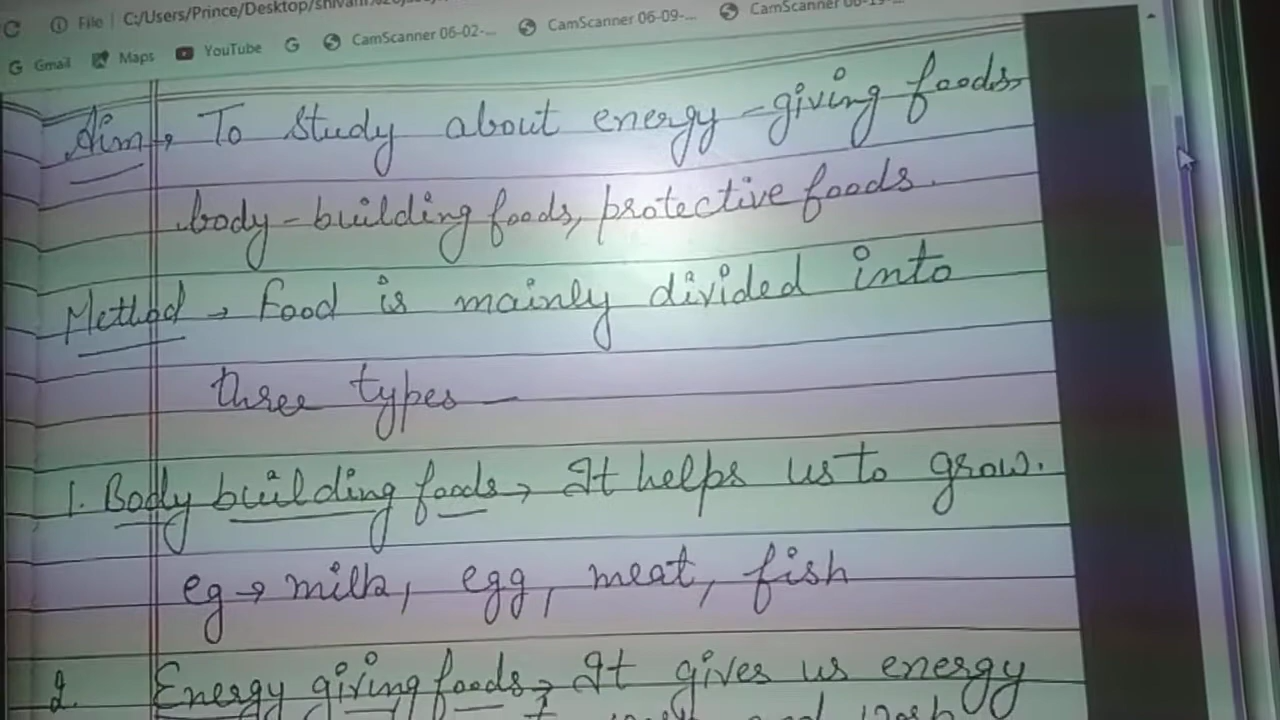 File | C:/Users/Prince/Desktop/shivani
Gmail Maps YouTube G CamScanner 06-02-... CamScanner 06-09-... CamScanner
Aim → To study about energy-giving foods,
body-building foods, protective foods.
Method → Food is mainly divided into
three types —
1. Body building foods → It helps us to grow.
eg → milk, egg, meat, fish
2. Energy giving foods → It gives us energy
and